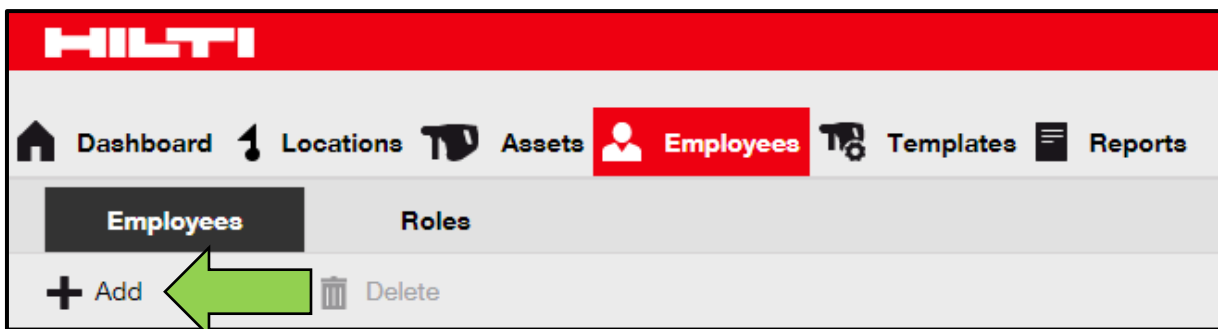 HILTI
Dashboard Locations Assets Employees Templates Reports
Employees Roles
Add Delete